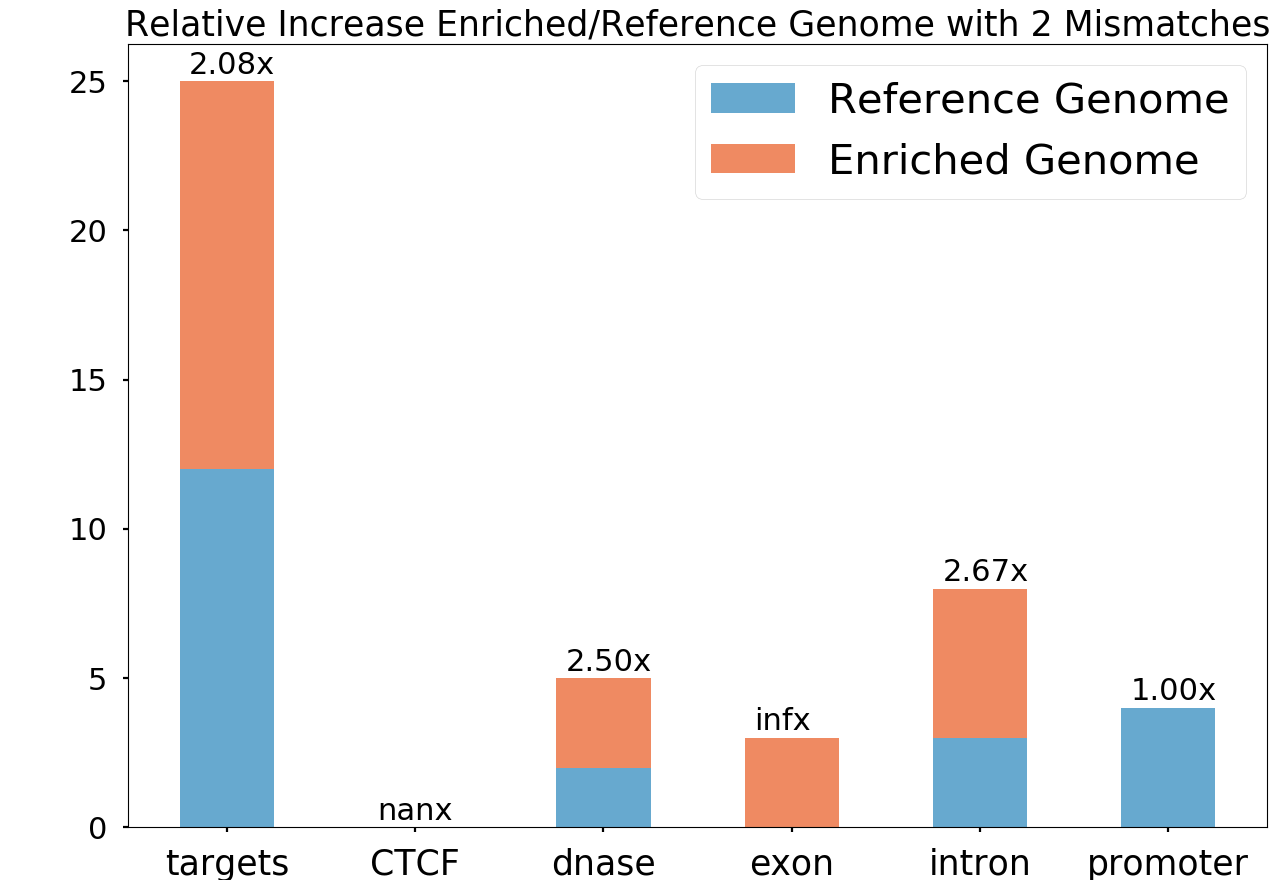 Relative Increase Enriched/Reference Genome with 2 Mismatches
Reference Genome
Enriched Genome
25
20
15
10
5
0
2.08x
nanx
2.50x
infx
2.67x
1.00x
targets CTCF dnase exon intron promoter